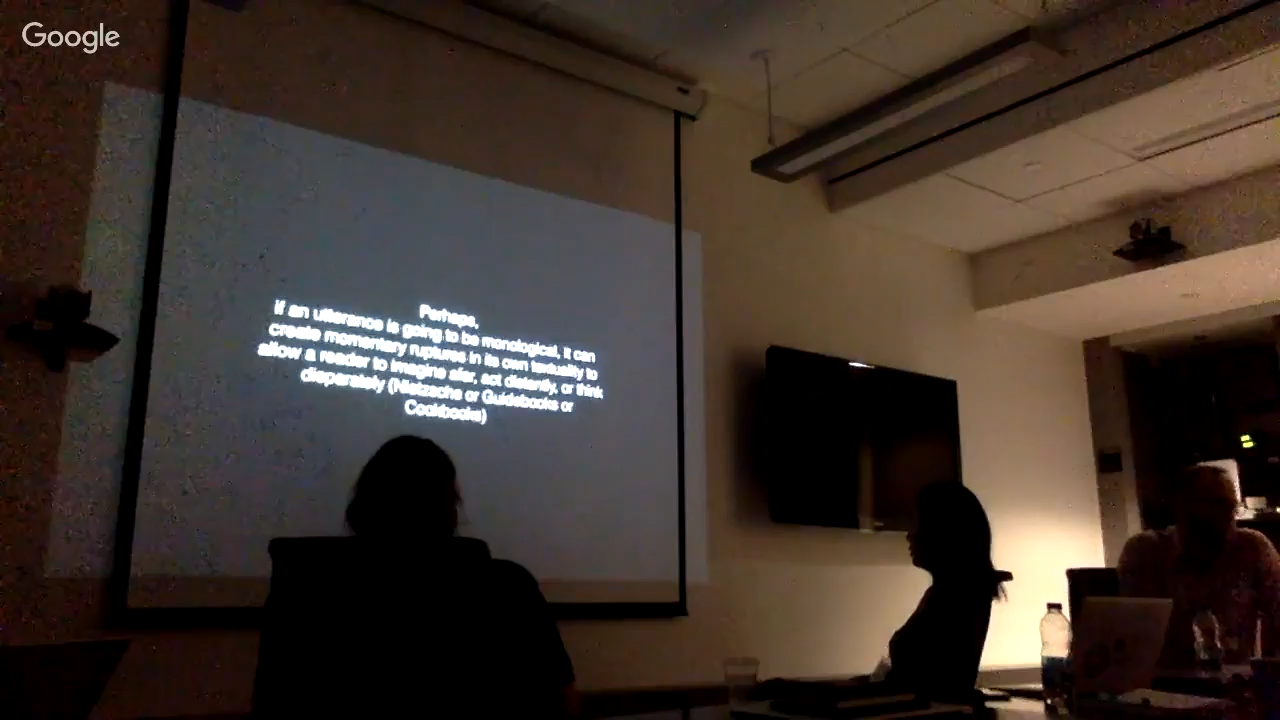 Google
Perhaps,
If an utterance is going to be monological, it can
create momentary ruptures in its own textuality to
allow a reader to imagine afar, act distantly, or think
disparately (Nietzsche or Guidebooks or
Cookbooks)